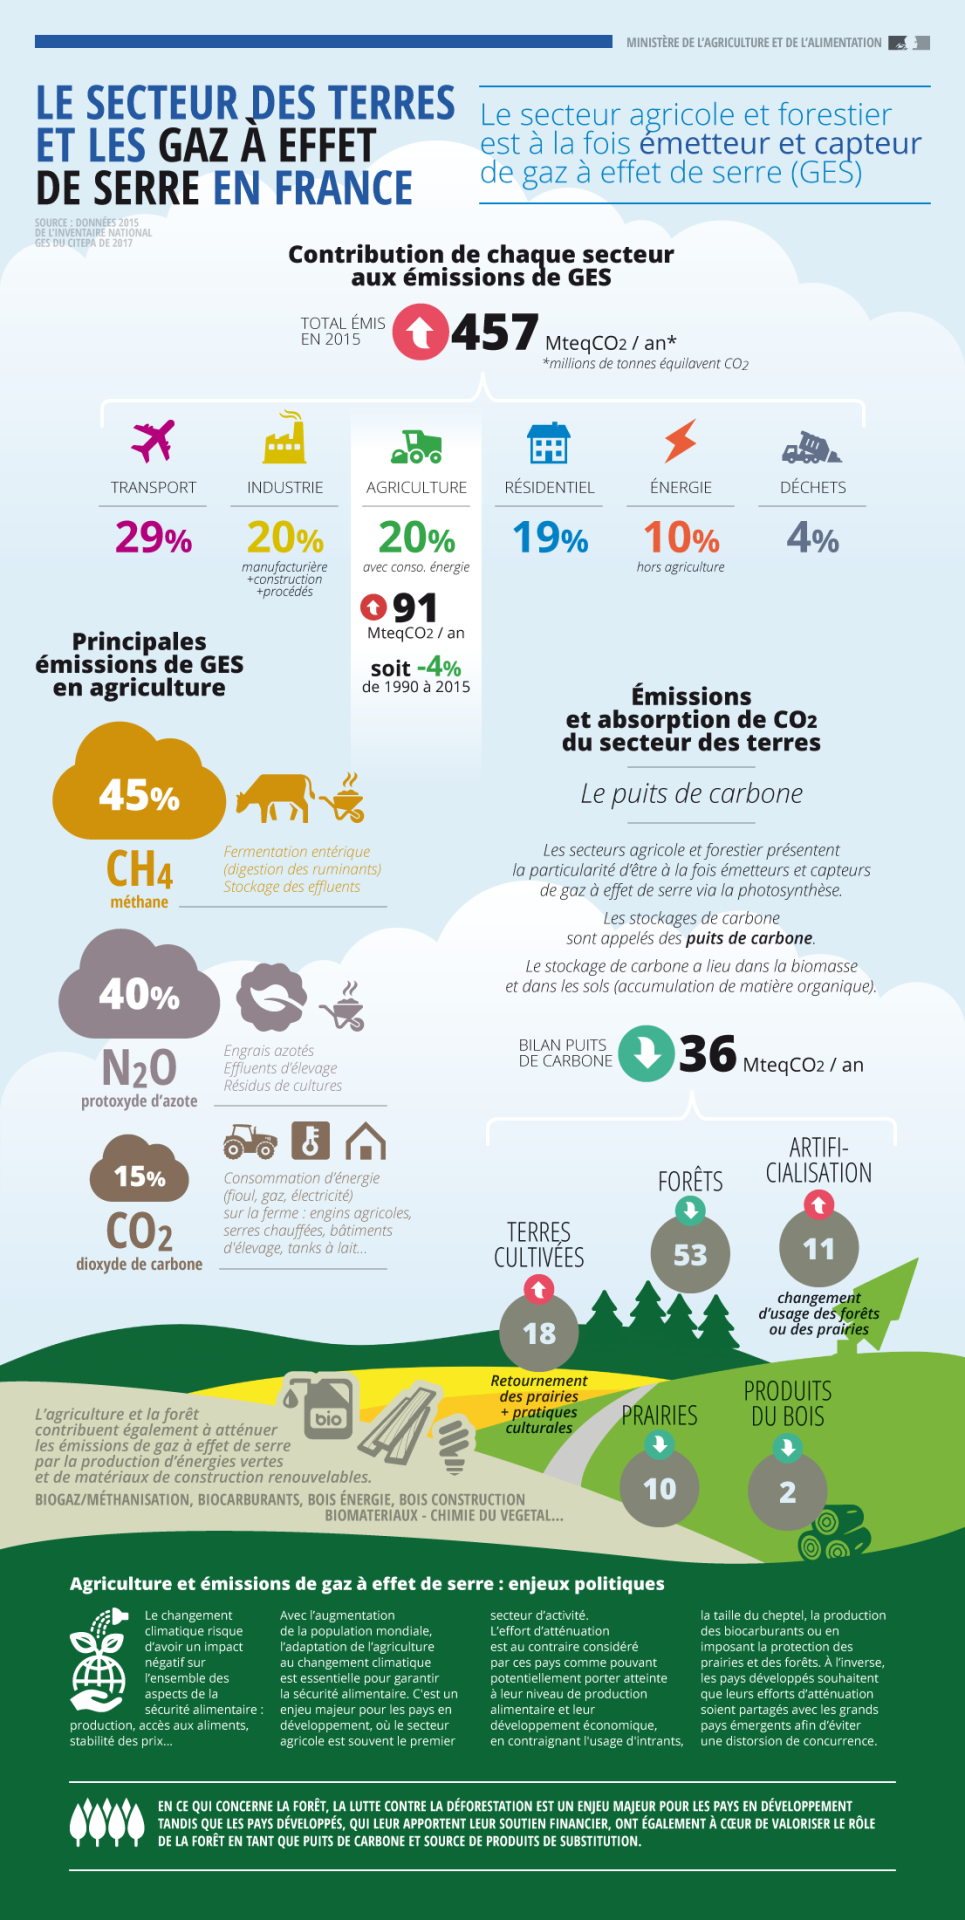 MINISTÈRE DE L'AGRICULTURE ET DE L'ALIMENTATION
LE SECTEUR DES TERRES
ET LES GAZ À EFFET
DE SERRE EN FRANCE
SOURCE : DONNÉES 2015
DE L'INVENTAIRE NATIONAL
GES DU CITEPA DE 2017
Le secteur agricole et forestier
est à la fois émetteur et capteur
de gaz à effet de serre (GES)
Contribution de chaque secteur
aux émissions de GES
TOTAL ÉMIS
EN 2015
457 MteqCO2 / an*
*millions de tonnes équilavent CO2
TRANSPORT
29%
INDUSTRIE
20%
manufacturière
+construction
+procédés
AGRICULTURE
20%
avec conso. énergie
91
MteqCO2 / an
soit -4%
de 1990 à 2015
RÉSIDENTIEL
19%
ÉNERGIE
10%
hors agriculture
DÉCHETS
4%
Principales
émissions de GES
en agriculture
45%
CH4
méthane
Fermentation entérique
(digestion des ruminants)
Stockage des effluents
40%
N2O
protoxyde d'azote
Engrais azotés
Effluents d'élevage
Résidus de cultures
15%
CO2
dioxyde de carbone
Consommation d'énergie
(fioul, gaz, électricité)
sur la ferme : engins agricoles,
serres chauffées, bâtiments
d'élevage, tanks à lait...
Émissions
et absorption de CO2
du secteur des terres
Le puits de carbone
Les secteurs agricole et forestier présentent
la particularité d'être à la fois émetteurs et capteurs
de gaz à effet de serre via la photosynthèse.
Les stockages de carbone
sont appelés des puits de carbone.
Le stockage de carbone a lieu dans la biomasse
et dans les sols (accumulation de matière organique).
BILAN PUITS
DE CARBONE
36 MteqCO2 / an
TERRES
CULTIVÉES
18
Retournement
des prairies
+ pratiques
culturales
FORÊTS
53
ARTIFI-
CIALISATION
11
changement
d'usage des forêts
ou des prairies
PRAIRIES
10
PRODUITS
DU BOIS
2
bio
L'agriculture et la forêt
contribuent également à atténuer
les émissions de gaz à effet de serre
par la production d'énergies vertes
et de matériaux de construction renouvelables.
BIOGAZ/MÉTHANISATION, BIOCARBURANTS, BOIS ÉNERGIE, BOIS CONSTRUCTION
BIOMATERIAUX - CHIMIE DU VEGETAL...
Agriculture et émissions de gaz à effet de serre : enjeux politiques
Le changement
climatique risque
d'avoir un impact
négatif sur
l'ensemble des
aspects de la
sécurité alimentaire :
production, accès aux aliments,
stabilité des prix...
Avec l'augmentation
de la population mondiale,
l'adaptation de l'agriculture
au changement climatique
est essentielle pour garantir
la sécurité alimentaire. C'est un
enjeu majeur pour les pays en
développement, où le secteur
agricole est souvent le premier
secteur d'activité.
L'effort d'atténuation
est au contraire considéré
par ces pays comme pouvant
potentiellement porter atteinte
à leur niveau de production
alimentaire et leur
développement économique,
en contraignant l'usage d'intrants,
la taille du cheptel, la production
des biocarburants ou en
imposant la protection des
prairies et des forêts. À l'inverse,
les pays développés souhaitent
que leurs efforts d'atténuation
soient partagés avec les grands
pays émergents afin d'éviter
une distorsion de concurrence.
EN CE QUI CONCERNE LA FORÊT, LA LUTTE CONTRE LA DÉFORESTATION EST UN ENJEU MAJEUR POUR LES PAYS EN DÉVELOPPEMENT
TANDIS QUE LES PAYS DÉVELOPPÉS, QUI LEUR APPORTENT LEUR SOUTIEN FINANCIER, ONT ÉGALEMENT À CŒUR DE VALORISER LE RÔLE
DE LA FORÊT EN TANT QUE PUITS DE CARBONE ET SOURCE DE PRODUITS DE SUBSTITUTION.